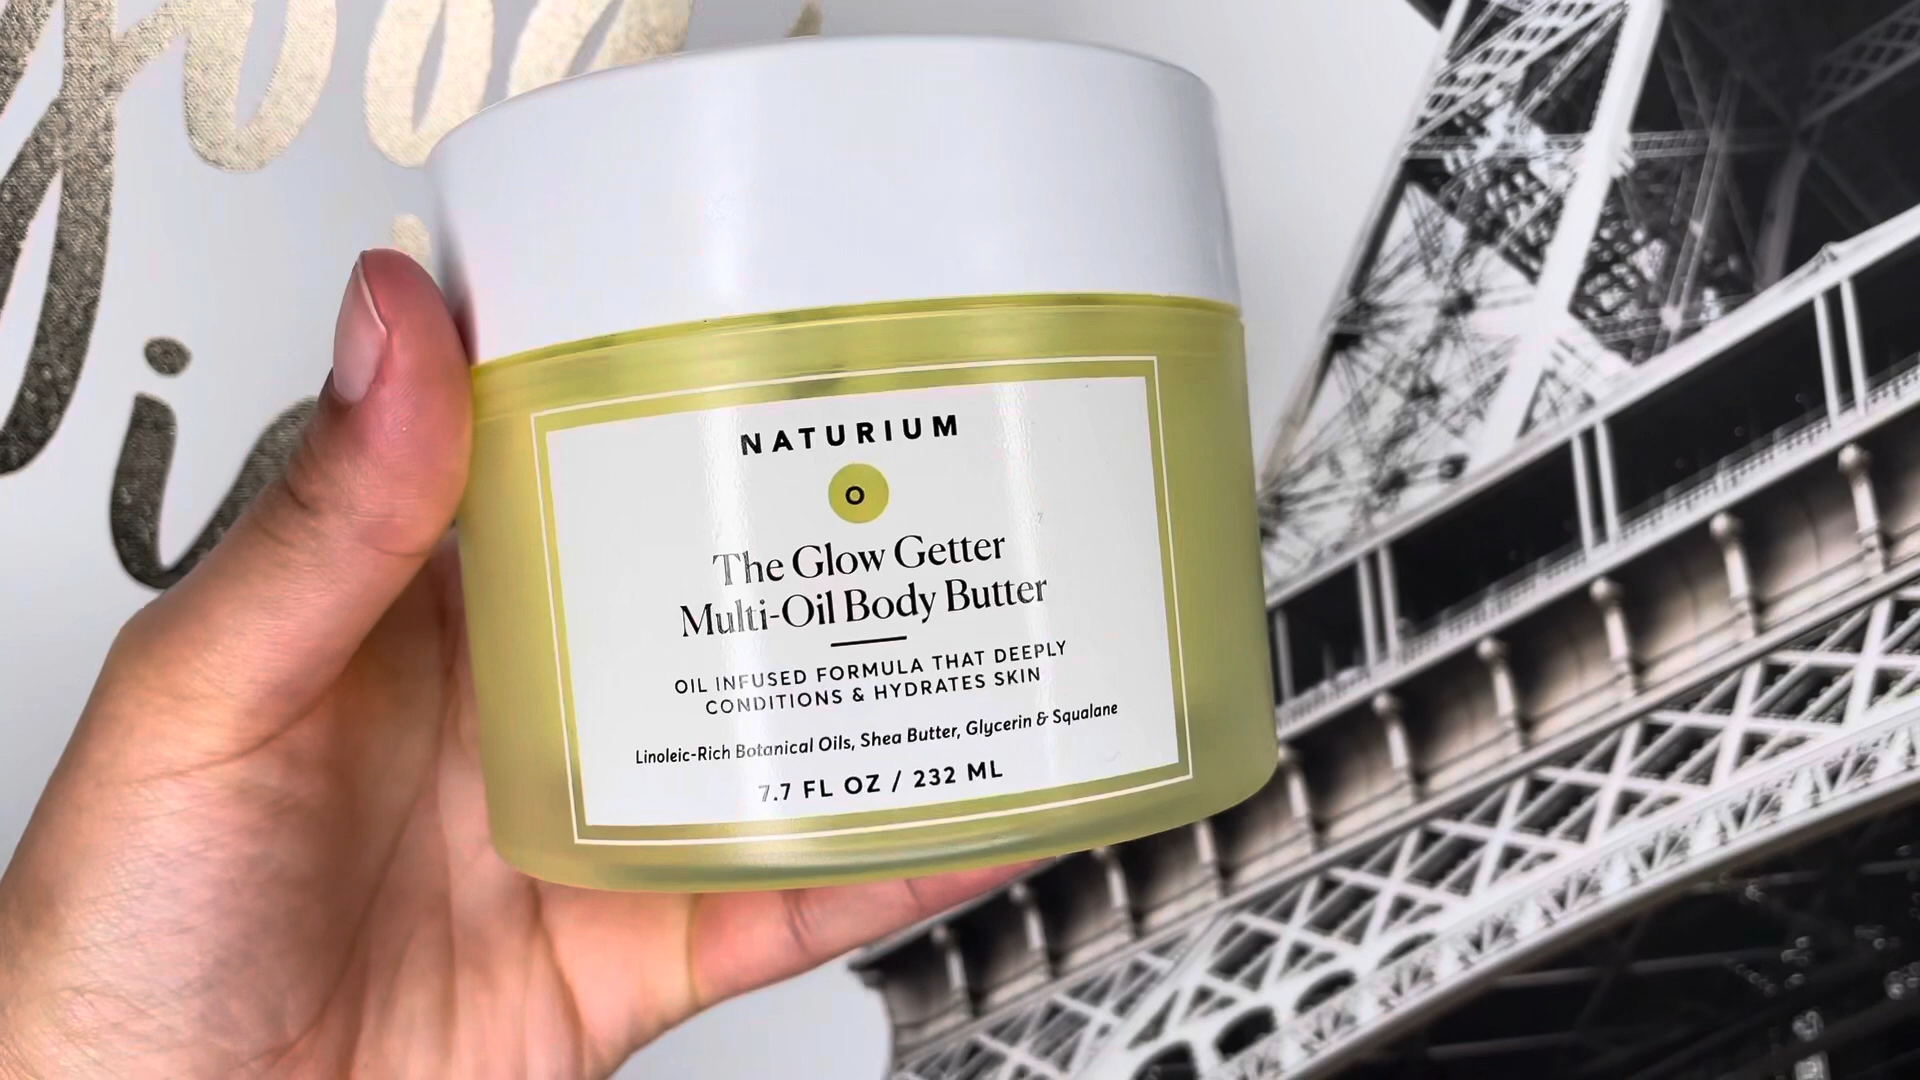 NATURIUM
O
The Glow Getter
Multi-Oil Body Butter
OIL INFUSED FORMULA THAT DEEPLY
CONDITIONS & HYDRATES SKIN
Linoleic-Rich Botanical Oils, Shea Butter, Glycerin & Squalane
7.7 FL OZ / 232 ML